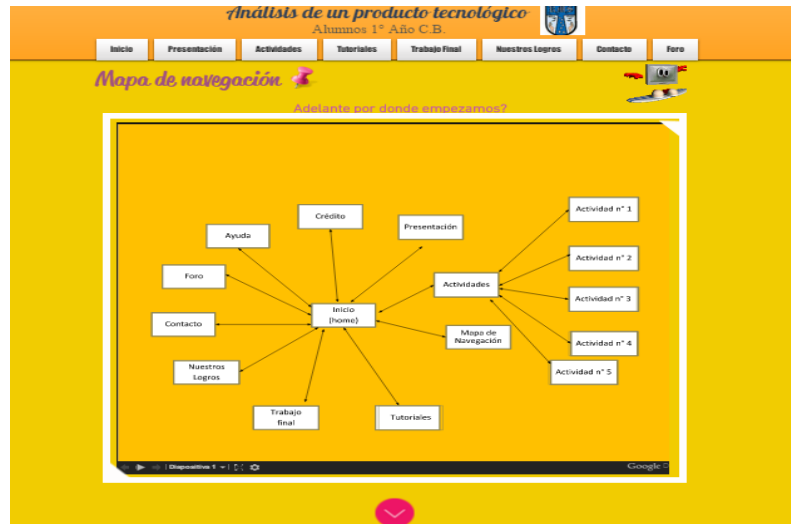 Análisis de un producto tecnológico
Alumnos 1° Año C.B.
Inicio Presentación Actividades Tutoriales Trabajo Final Nuestros Logros Contacto Foro
Mapa de navegación
Adelante por donde empezamos?
Crédito
Presentación
Ayuda
Foro
Contacto
Nuestros
Logros
Trabajo
final
Tutoriales
Inicio
(home)
Mapa de
Navegación
Actividades
Actividad n° 1
Actividad n° 2
Actividad n° 3
Actividad n° 4
Actividad n° 5
Diapositiva 1
Google